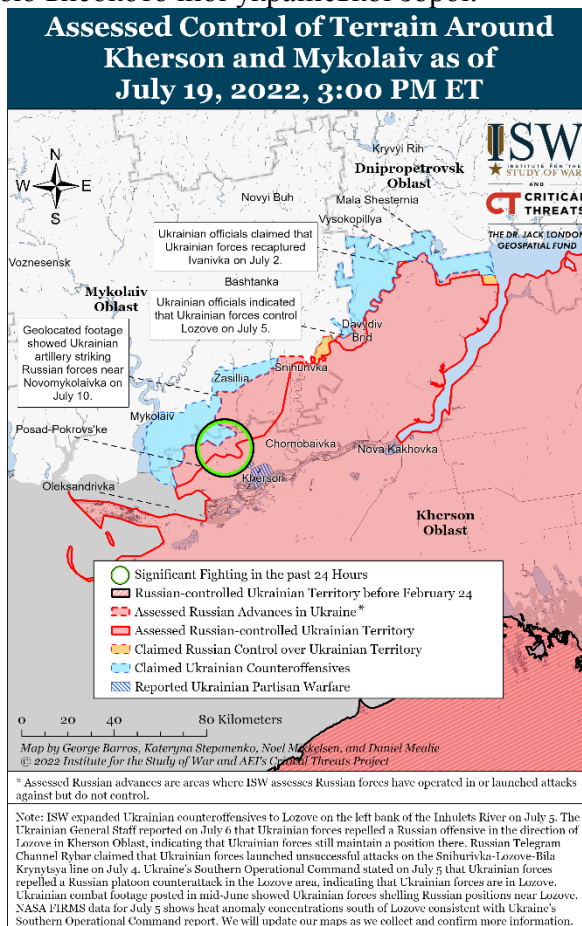 Assessed Control of Terrain Around
Kherson and Mykolaiv as of
July 19, 2022, 3:00 PM ET
ISW
INSTITUTE FOR THE
STUDY OF WAR
AND
CT CRITICAL
THREATS
THE DR. JACK LONDON
GEOSPATIAL FUND
N
W E
S
Kryvyi Rih
Dnipropetrovsk
Oblast
Novyi Buh
Mala Shesternia
Vysokopillya
Ukrainian officials claimed that
Ukrainian forces recaptured
Ivanivka on July 2.
Voznesensk
Bashtanka
Mykolaiv
Oblast
Ukrainian officials indicated
that Ukrainian forces control
Lozove on July 5.
Davydiv
Brid
Geolocated footage
showed Ukrainian
artillery striking
Russian forces near
Novomykolaivka on
July 10.
Snihurivka
Zasillia
Mykolaiv
Posad-Pokrovs'ke
Chornobaivka
Nova Kakhovka
Oleksandrivka
Kherson
Kherson
Oblast
Significant Fighting in the past 24 Hours
Russian-controlled Ukrainian Territory before February 24
Assessed Russian Advances in Ukraine*
Assessed Russian-controlled Ukrainian Territory
Claimed Russian Control over Ukrainian Territory
Claimed Ukrainian Counteroffensives
Reported Ukrainian Partisan Warfare
0 20 40 80 Kilometers
Map by George Barros, Kateryna Stepanenko, Noel Mikkelsen, and Daniel Mealie
© 2022 Institute for the Study of War and AEI's Critical Threats Project
* Assessed Russian advances are areas where ISW assesses Russian forces have operated in or launched attacks
against but do not control.
Note: ISW expanded Ukrainian counteroffensives to Lozove on the left bank of the Inhulets River on July 5. The
Ukrainian General Staff reported on July 6 that Ukrainian forces repelled a Russian offensive in the direction of
Lozove in Kherson Oblast, indicating that Ukrainian forces still maintain a position there. Russian Telegram
Channel Rybar claimed that Ukrainian forces launched unsuccessful attacks on the Snihurivka-Lozove-Bila
Krynytsya line on July 4. Ukraine's Southern Operational Command stated on July 5 that Ukrainian forces
repelled a Russian platoon counterattack in the Lozove area, indicating that Ukrainian forces are in Lozove.
Ukrainian combat footage posted in mid-June showed Ukrainian forces shelling Russian positions near Lozove.
NASA FIRMS data for July 5 shows heat anomaly concentrations south of Lozove consistent with Ukraine's
Southern Operational Command report. We will update our maps as we collect and confirm more information.